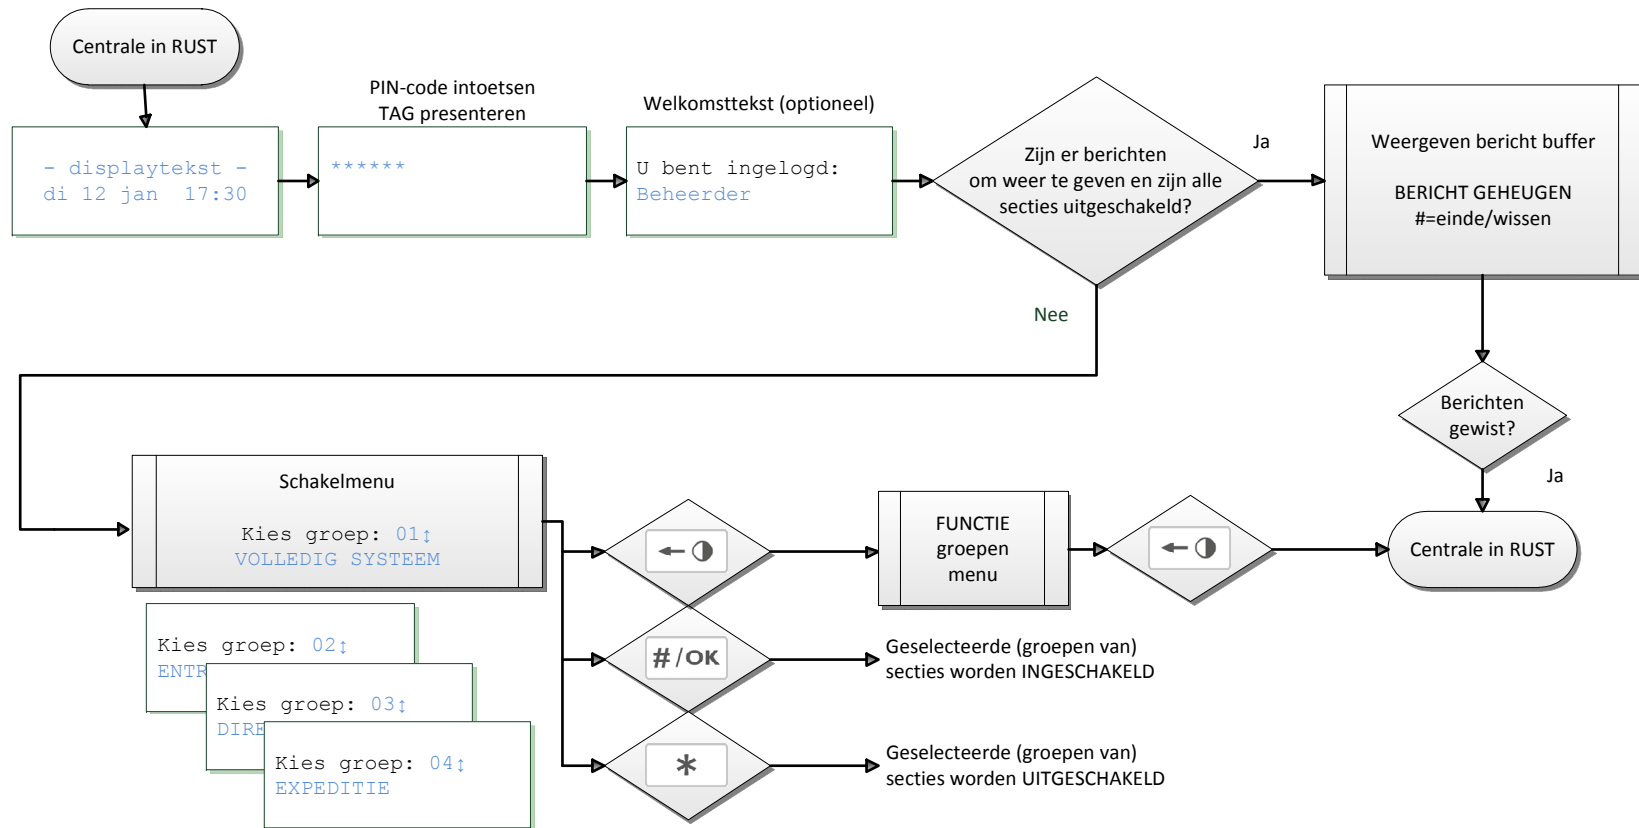 Centrale in RUST
- displaytekst -
di 12 jan  17:30
PIN-code intoetsen
TAG presenteren
******
Welkomsttekst (optioneel)
U bent ingelogd:
Beheerder
Zijn er berichten
om weer te geven en zijn alle
secties uitgeschakeld?
Ja
Nee
Weergeven bericht buffer
BERICHT GEHEUGEN
#=einde/wissen
Berichten
gewist?
Ja
Centrale in RUST
Schakelmenu
Kies groep: 01↕
VOLLEDIG SYSTEEM
Kies groep: 02↕
ENTR
Kies groep: 03↕
DIRE
Kies groep: 04↕
EXPEDITIE
←
FUNCTIE
groepen
menu
←
#/OK
Geselecteerde (groepen van)
secties worden INGESCHAKELD
*
Geselecteerde (groepen van)
secties worden UITGESCHAKELD